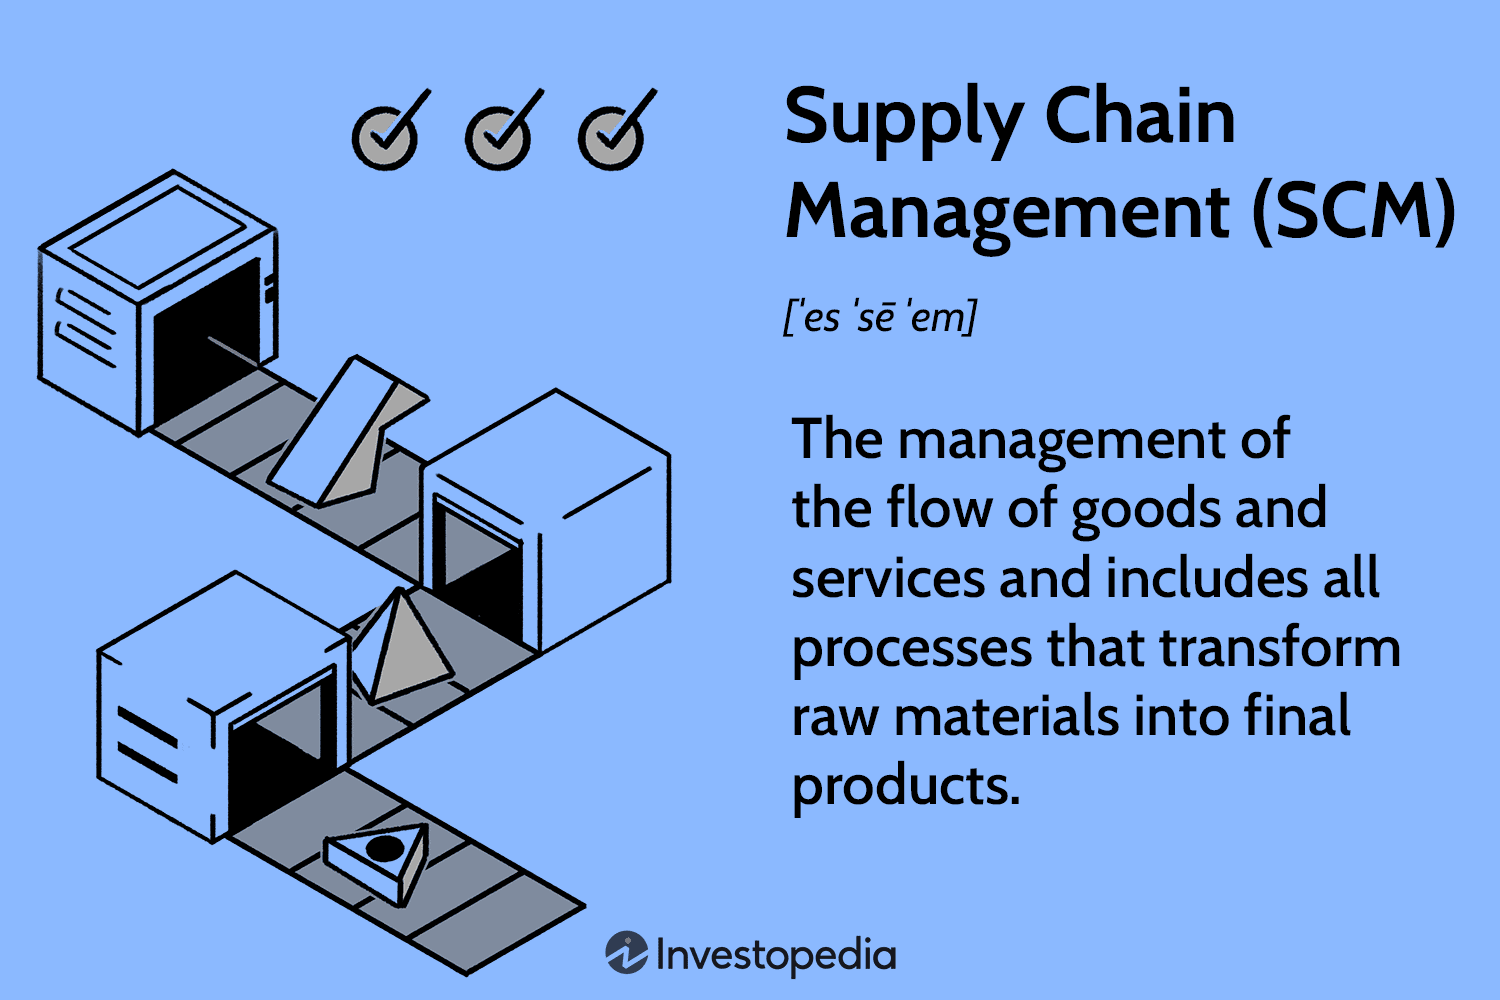 Supply Chain
Management (SCM)
[ˈes ˈsē ˈem]
The management of
the flow of goods and
services and includes all
processes that transform
raw materials into final
products.
Investopedia